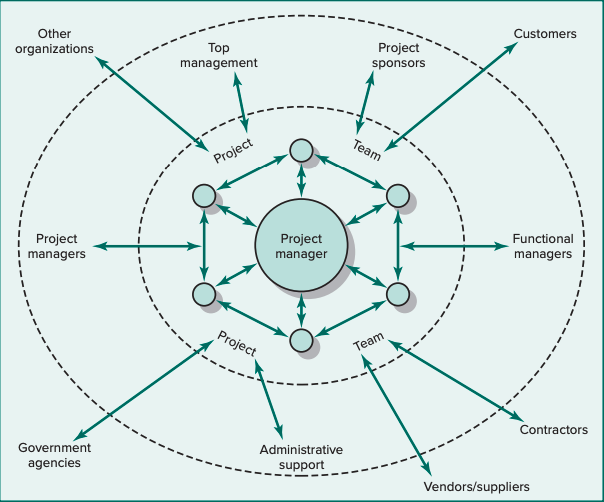 Other
organizations
Top
management
Project
sponsors
Customers
Project
Team
Project
managers
Project
manager
Functional
managers
Project
Team
Government
agencies
Administrative
support
Contractors
Vendors/suppliers